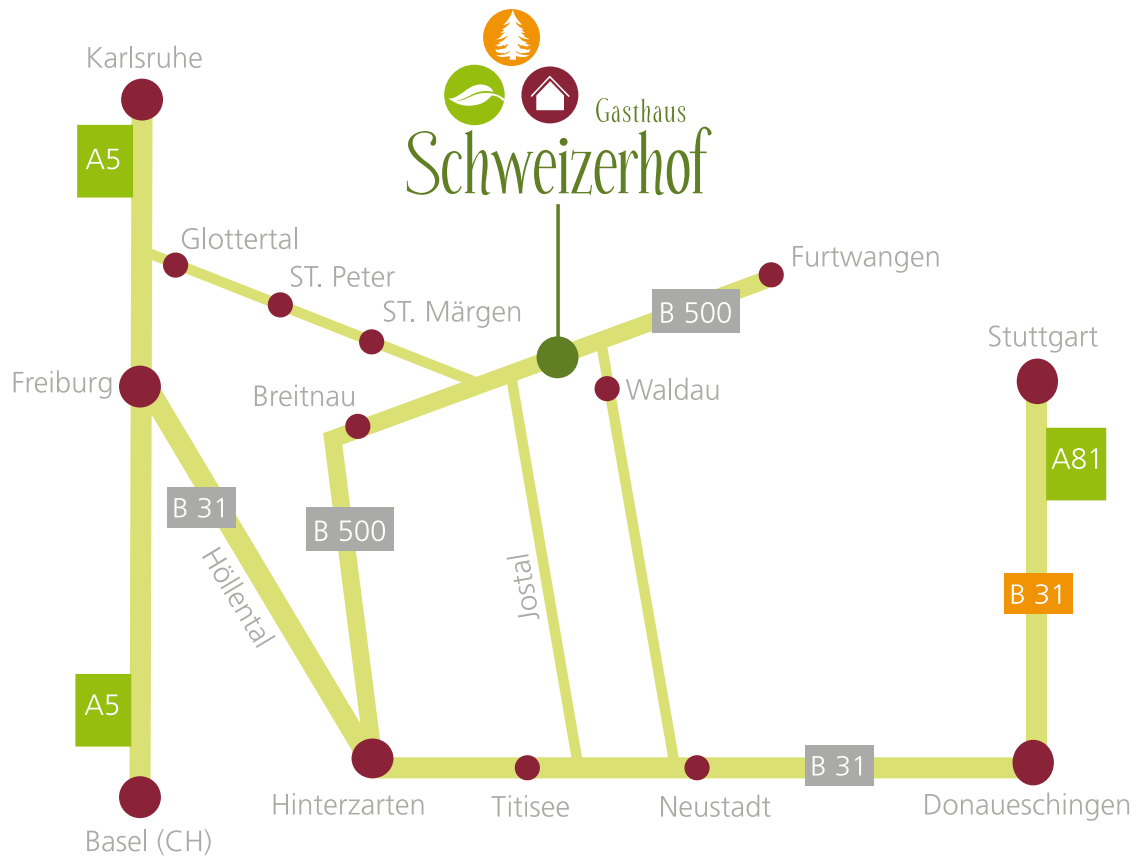 Karlsruhe
Gasthaus
Schweizerhof
A5
Glottertal
ST. Peter
ST. Märgen
Furtwangen
B 500
Stuttgart
Freiburg
Breitnau
Waldau
A81
B 31
B 500
Höllental
Jostal
B 31
A5
B 31
Hinterzarten
Titisee
Neustadt
Donaueschingen
Basel (CH)